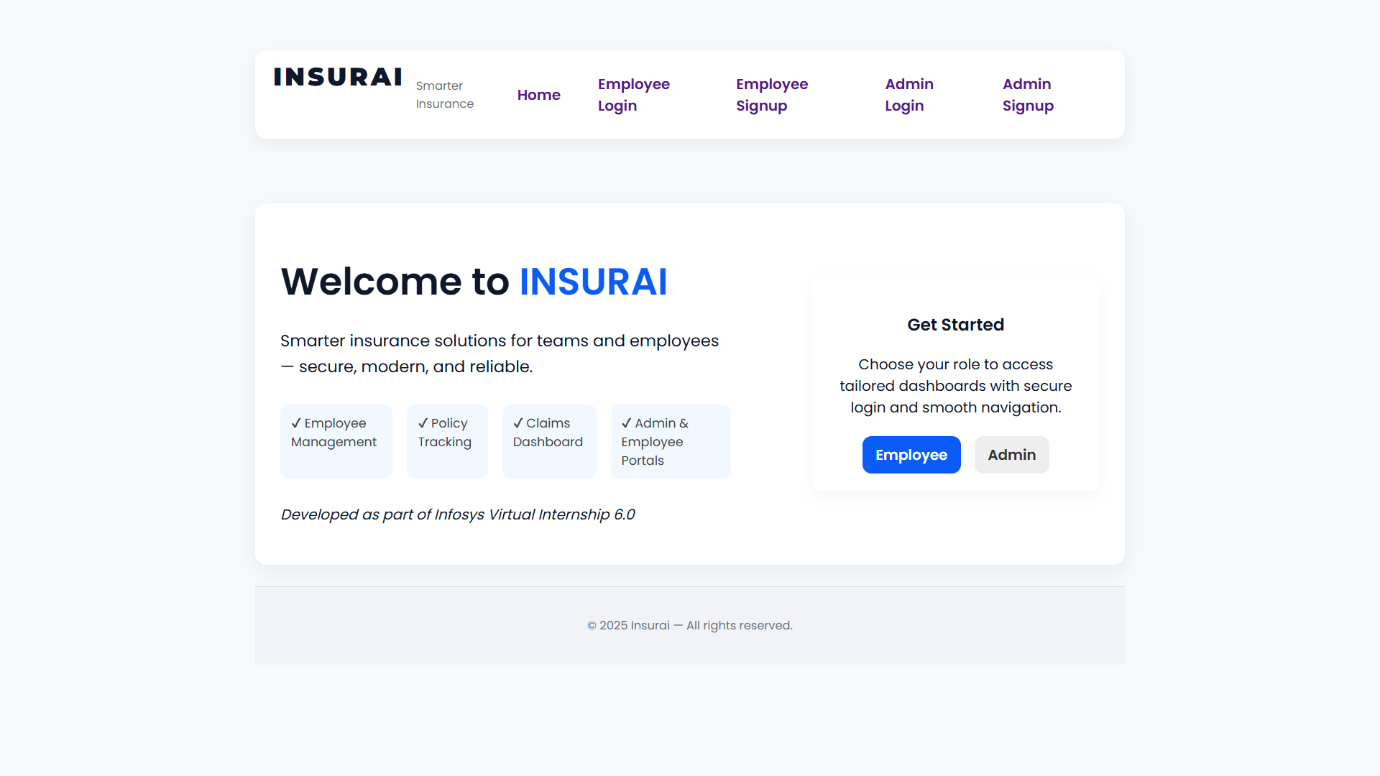 INSURAI
Smarter
Insurance
Home
Employee
Login
Employee
Signup
Admin
Login
Admin
Signup
Welcome to INSURAI
Smarter insurance solutions for teams and employees
— secure, modern, and reliable.
✓ Employee
Management
✓ Policy
Tracking
✓ Claims
Dashboard
✓ Admin &
Employee
Portals
Developed as part of Infosys Virtual Internship 6.0
Get Started
Choose your role to access
tailored dashboards with secure
login and smooth navigation.
Employee
Admin
© 2025 Insurai — All rights reserved.